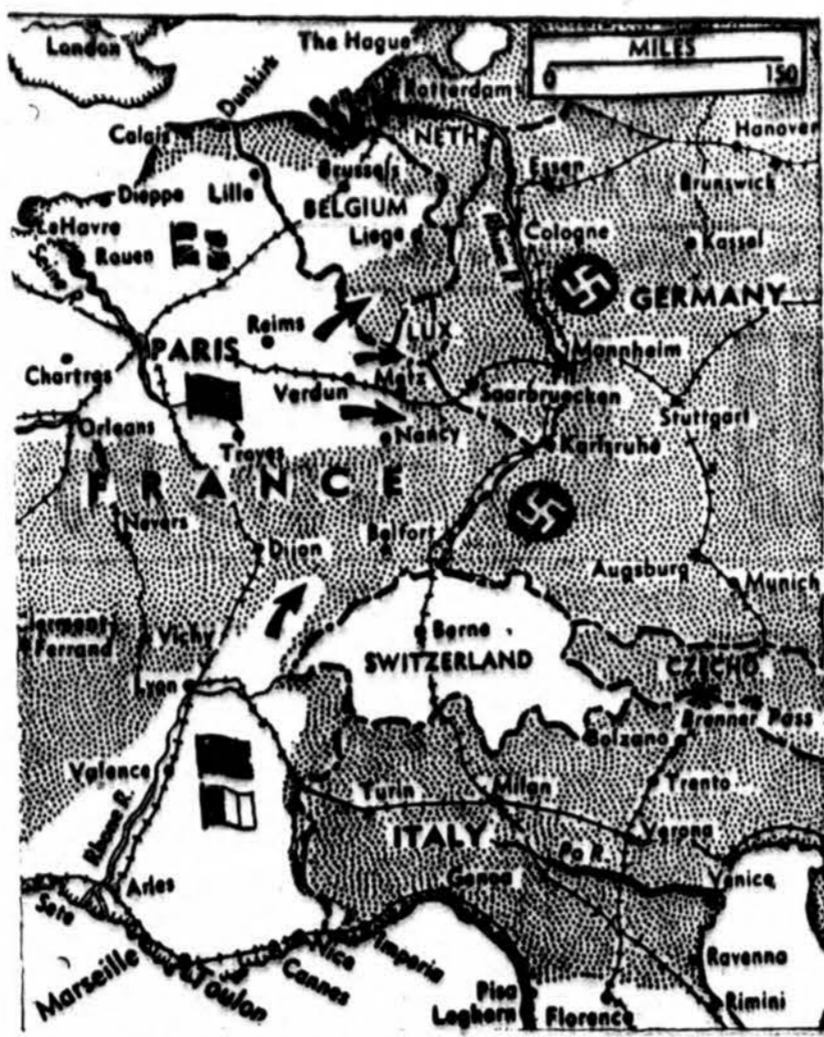 London
The Hague
MILES
0 150
Dunkirk
Rotterdam
Calais
NETH
Hanover
Essen
Brussels
Brunswick
Dieppe
Lille
BELGIUM
LeHavre
Liege
Cologne
Kassel
Rouen
Rhine R.
Seine R.
GERMANY
Reims
LUX.
PARIS
Mannheim
Chartres
Verdun
Metz
Saarbruecken
Stuttgart
Orleans
Troyes
Nancy
Karlsruhe
FRANCE
Nevers
Dijon
Belfort
Augsburg
Munich
Vichy
Ferrand
Berne
SWITZERLAND
CZECHO
Lyon
Brenner Pass
Bolzano
Valence
Turin
Milan
Trento
Rhone R.
ITALY
Verona
Po R.
Genoa
Venice
Arles
Sete
Nice
Imperia
Cannes
Marseille
Toulon
Ravenna
Pisa
Leghorn
Florence
Rimini